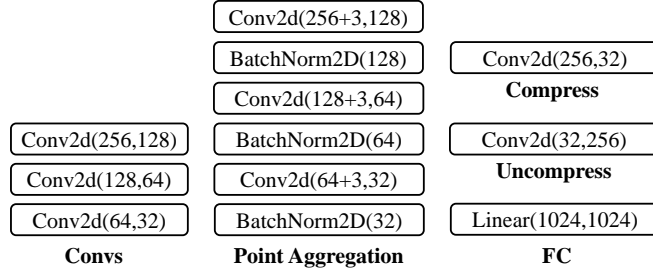 Conv2d(256+3,128)
BatchNorm2D(128)
Conv2d(256,32)
Compress
Conv2d(128+3,64)
Conv2d(256,128)
BatchNorm2D(64)
Conv2d(32,256)
Uncompress
Conv2d(128,64)
Conv2d(64+3,32)
Conv2d(64,32)
BatchNorm2D(32)
Linear(1024,1024)
Convs
Point Aggregation
FC